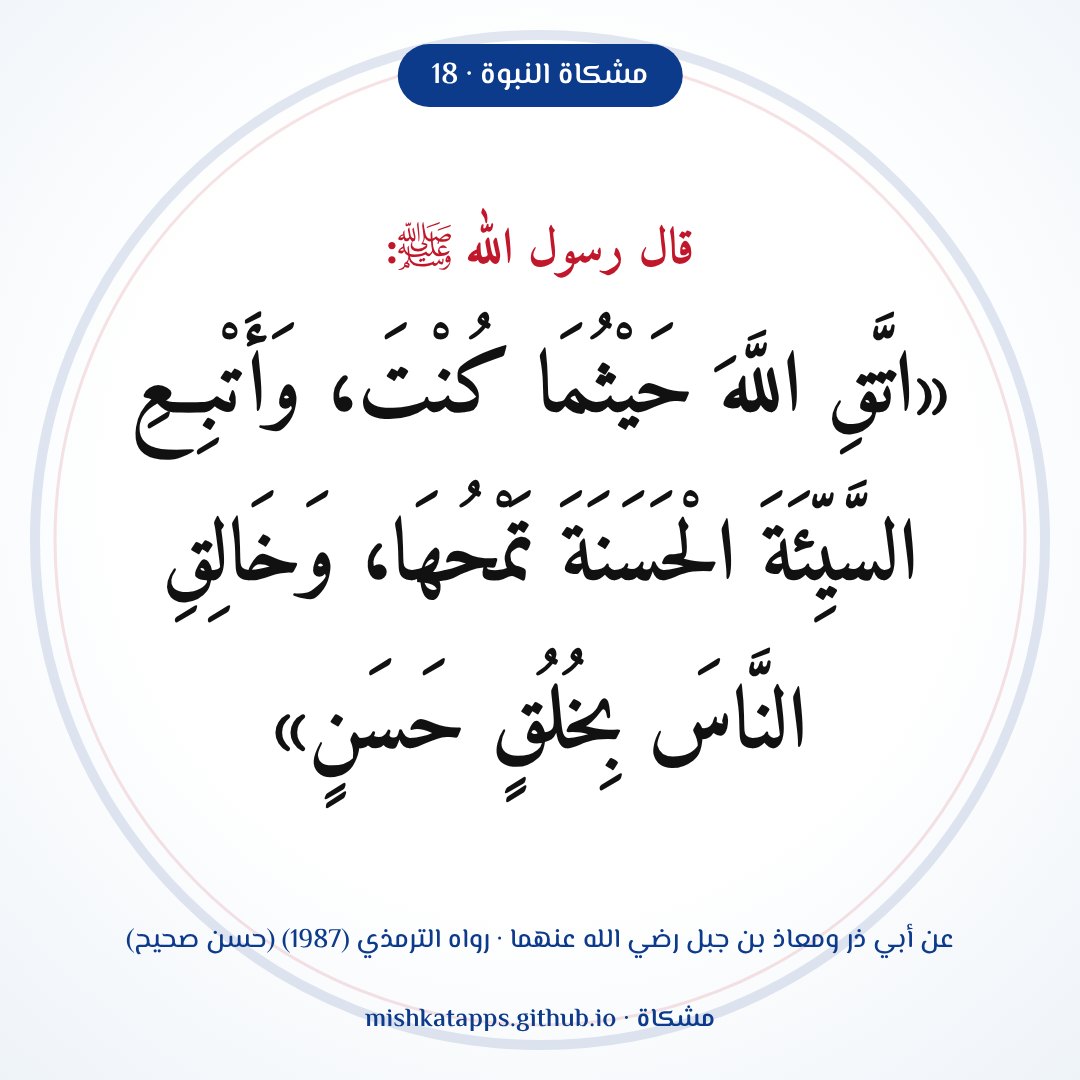 مشكاة النبوة · 18
قال رسول الله ﷺ:
«اتَّقِ اللَّهَ حَيْثُمَا كُنْتَ، وَأَتْبِعِ
السَّيِّئَةَ الْحَسَنَةَ تَمْحُهَا، وَخَالِقِ
النَّاسَ بِخُلُقٍ حَسَنٍ»
عن أبي ذر ومعاذ بن جبل رضي الله عنهما · رواه الترمذي (1987) (حسن صحيح)
مشكاة · mishkatapps.github.io